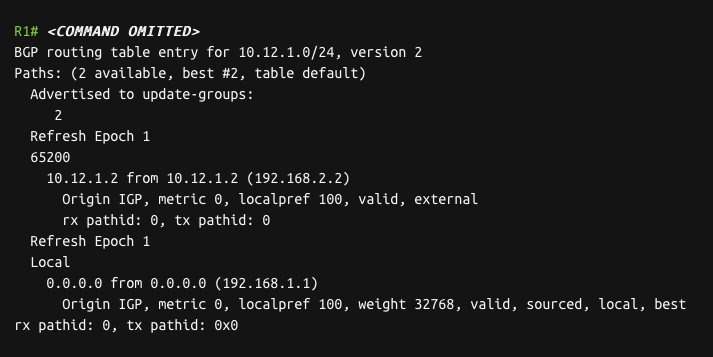 R1# <COMMAND OMITTED>
BGP routing table entry for 10.12.1.0/24, version 2
Paths: (2 available, best #2, table default)
Advertised to update-groups:
2
Refresh Epoch 1
65200
10.12.1.2 from 10.12.1.2 (192.168.2.2)
Origin IGP, metric 0, localpref 100, valid, external
rx pathid: 0, tx pathid: 0
Refresh Epoch 1
Local
0.0.0.0 from 0.0.0.0 (192.168.1.1)
Origin IGP, metric 0, localpref 100, weight 32768, valid, sourced, local, best
rx pathid: 0, tx pathid: 0x0